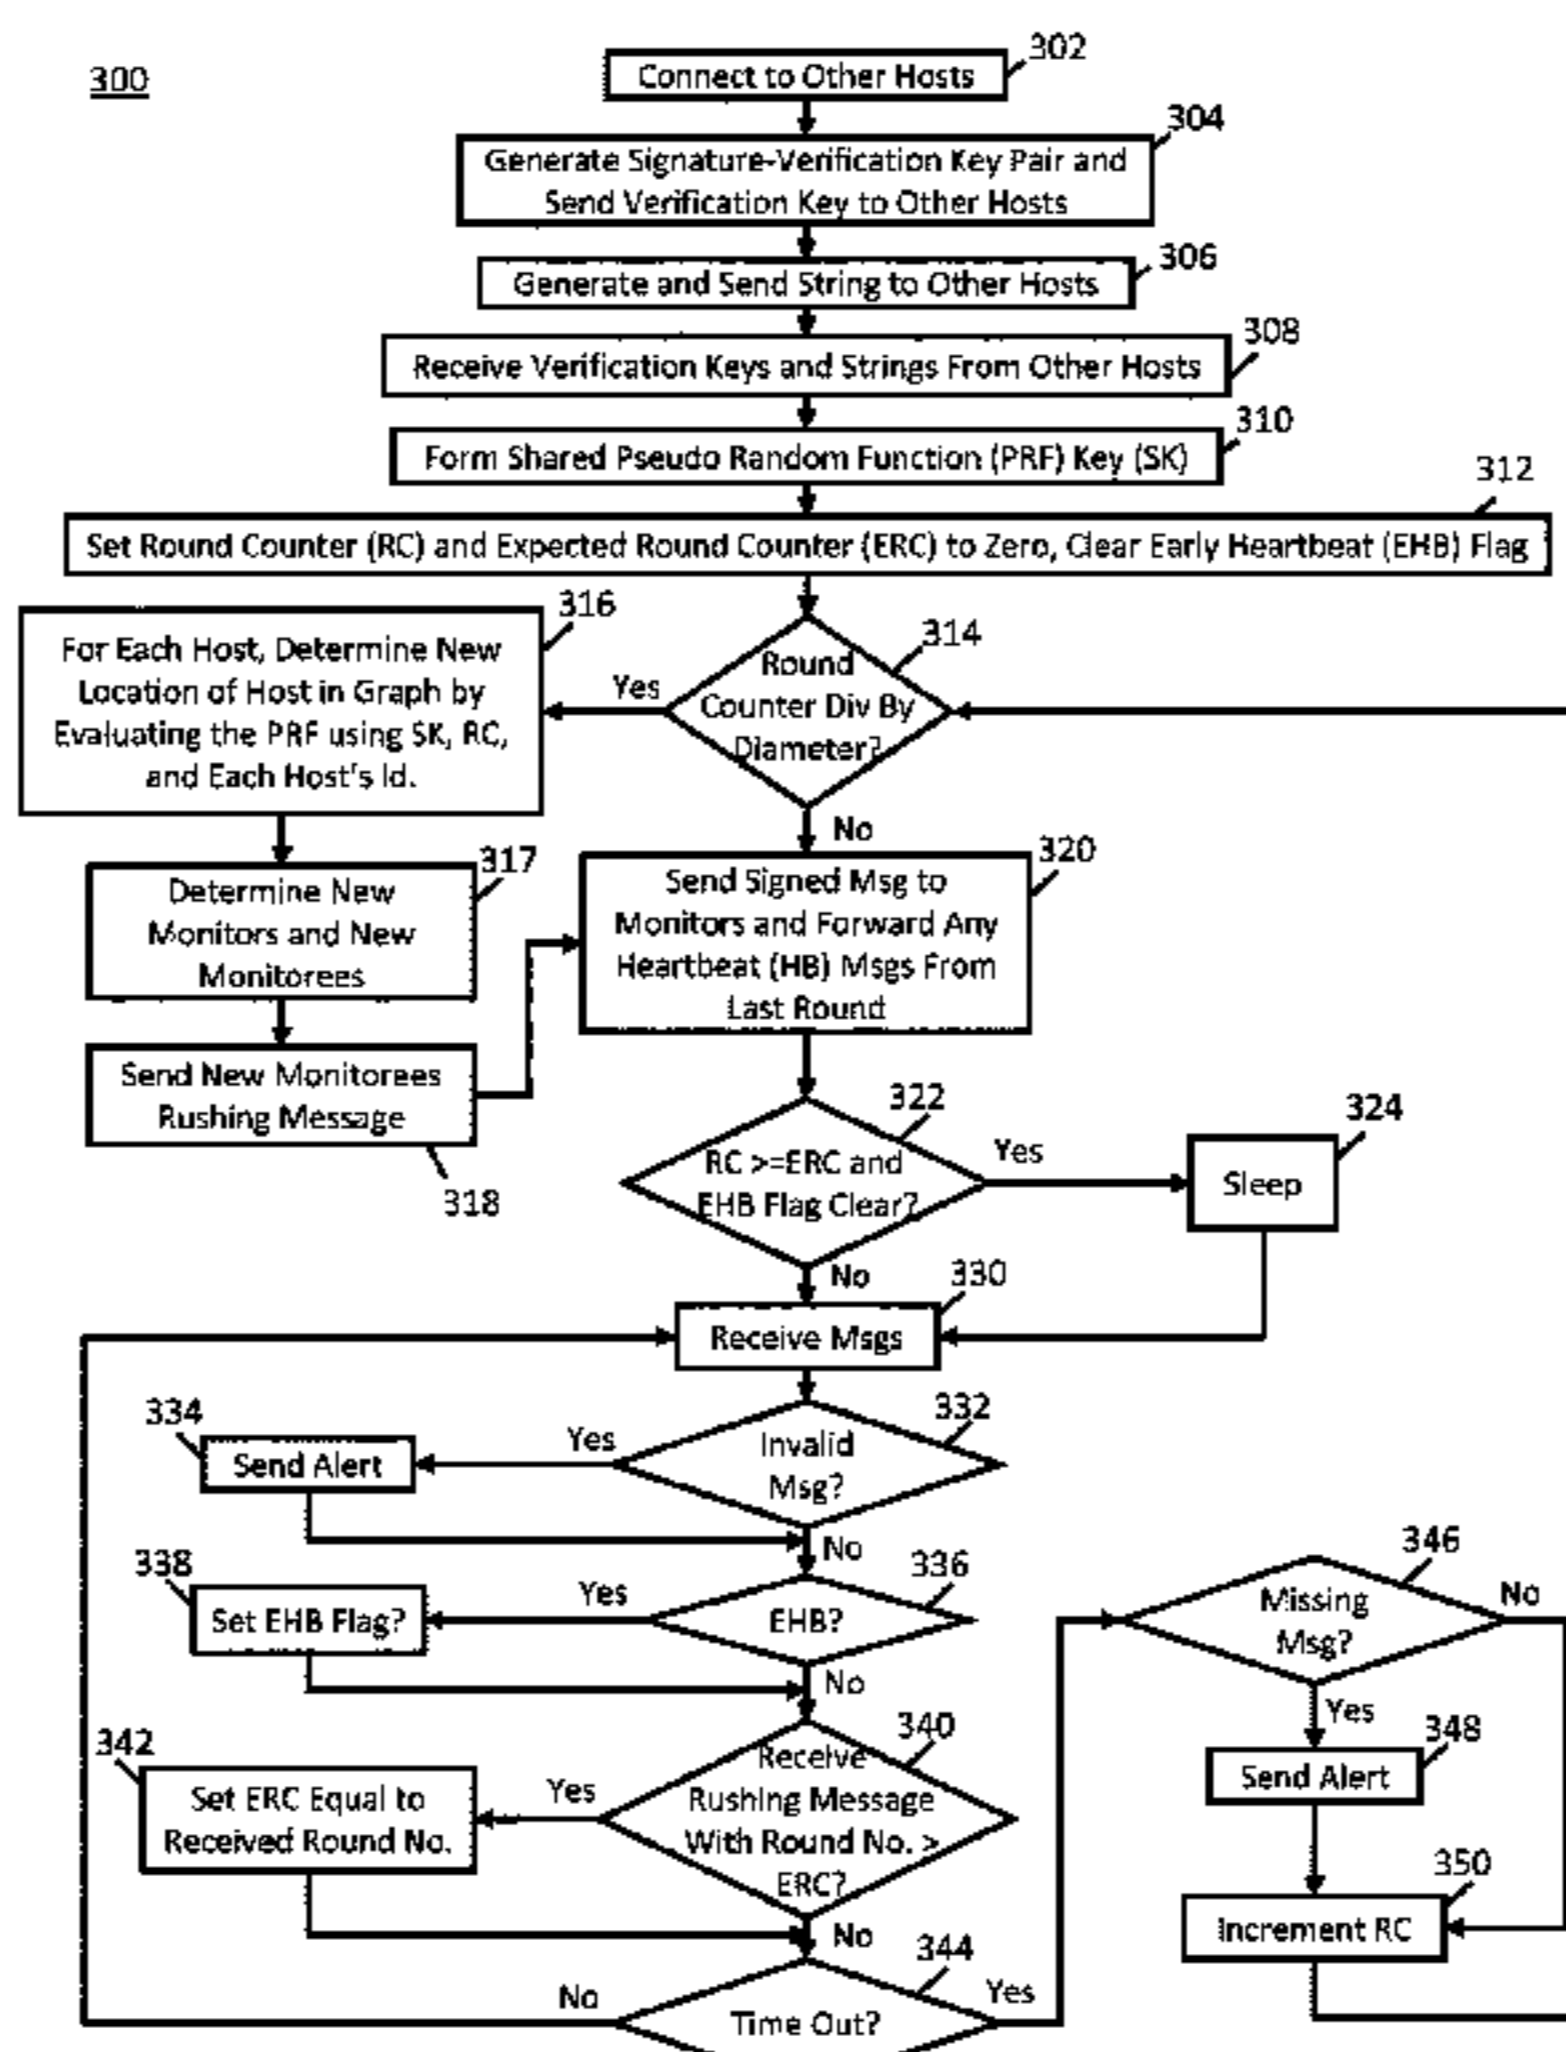 300
302
Connect to Other Hosts
304
Generate Signature-Verification Key Pair and
Send Verification Key to Other Hosts
306
Generate and Send String to Other Hosts
308
Receive Verification Keys and Strings From Other Hosts
310
Form Shared Pseudo Random Function (PRF) Key (SK)
312
Set Round Counter (RC) and Expected Round Counter (ERC) to Zero, Clear Early Heartbeat (EHB) Flag
316
For Each Host, Determine New
Location of Host in Graph by
Evaluating the PRF using SK, RC,
and Each Host's Id.
314
Round
Counter Div By
Diameter?
Yes
No
317
Determine New
Monitors and New
Monitorees
318
Send New Monitorees
Rushing Message
320
Send Signed Msg to
Monitors and Forward Any
Heartbeat (HB) Msgs From
Last Round
322
RC >=ERC and
EHB Flag Clear?
Yes
No
324
Sleep
330
Receive Msgs
332
Invalid
Msg?
Yes
No
334
Send Alert
336
EHB?
Yes
No
338
Set EHB Flag?
340
Receive
Rushing Message
With Round No. >
ERC?
Yes
No
342
Set ERC Equal to
Received Round No.
344
Time Out?
No
Yes
346
Missing
Msg?
No
Yes
348
Send Alert
350
Increment RC